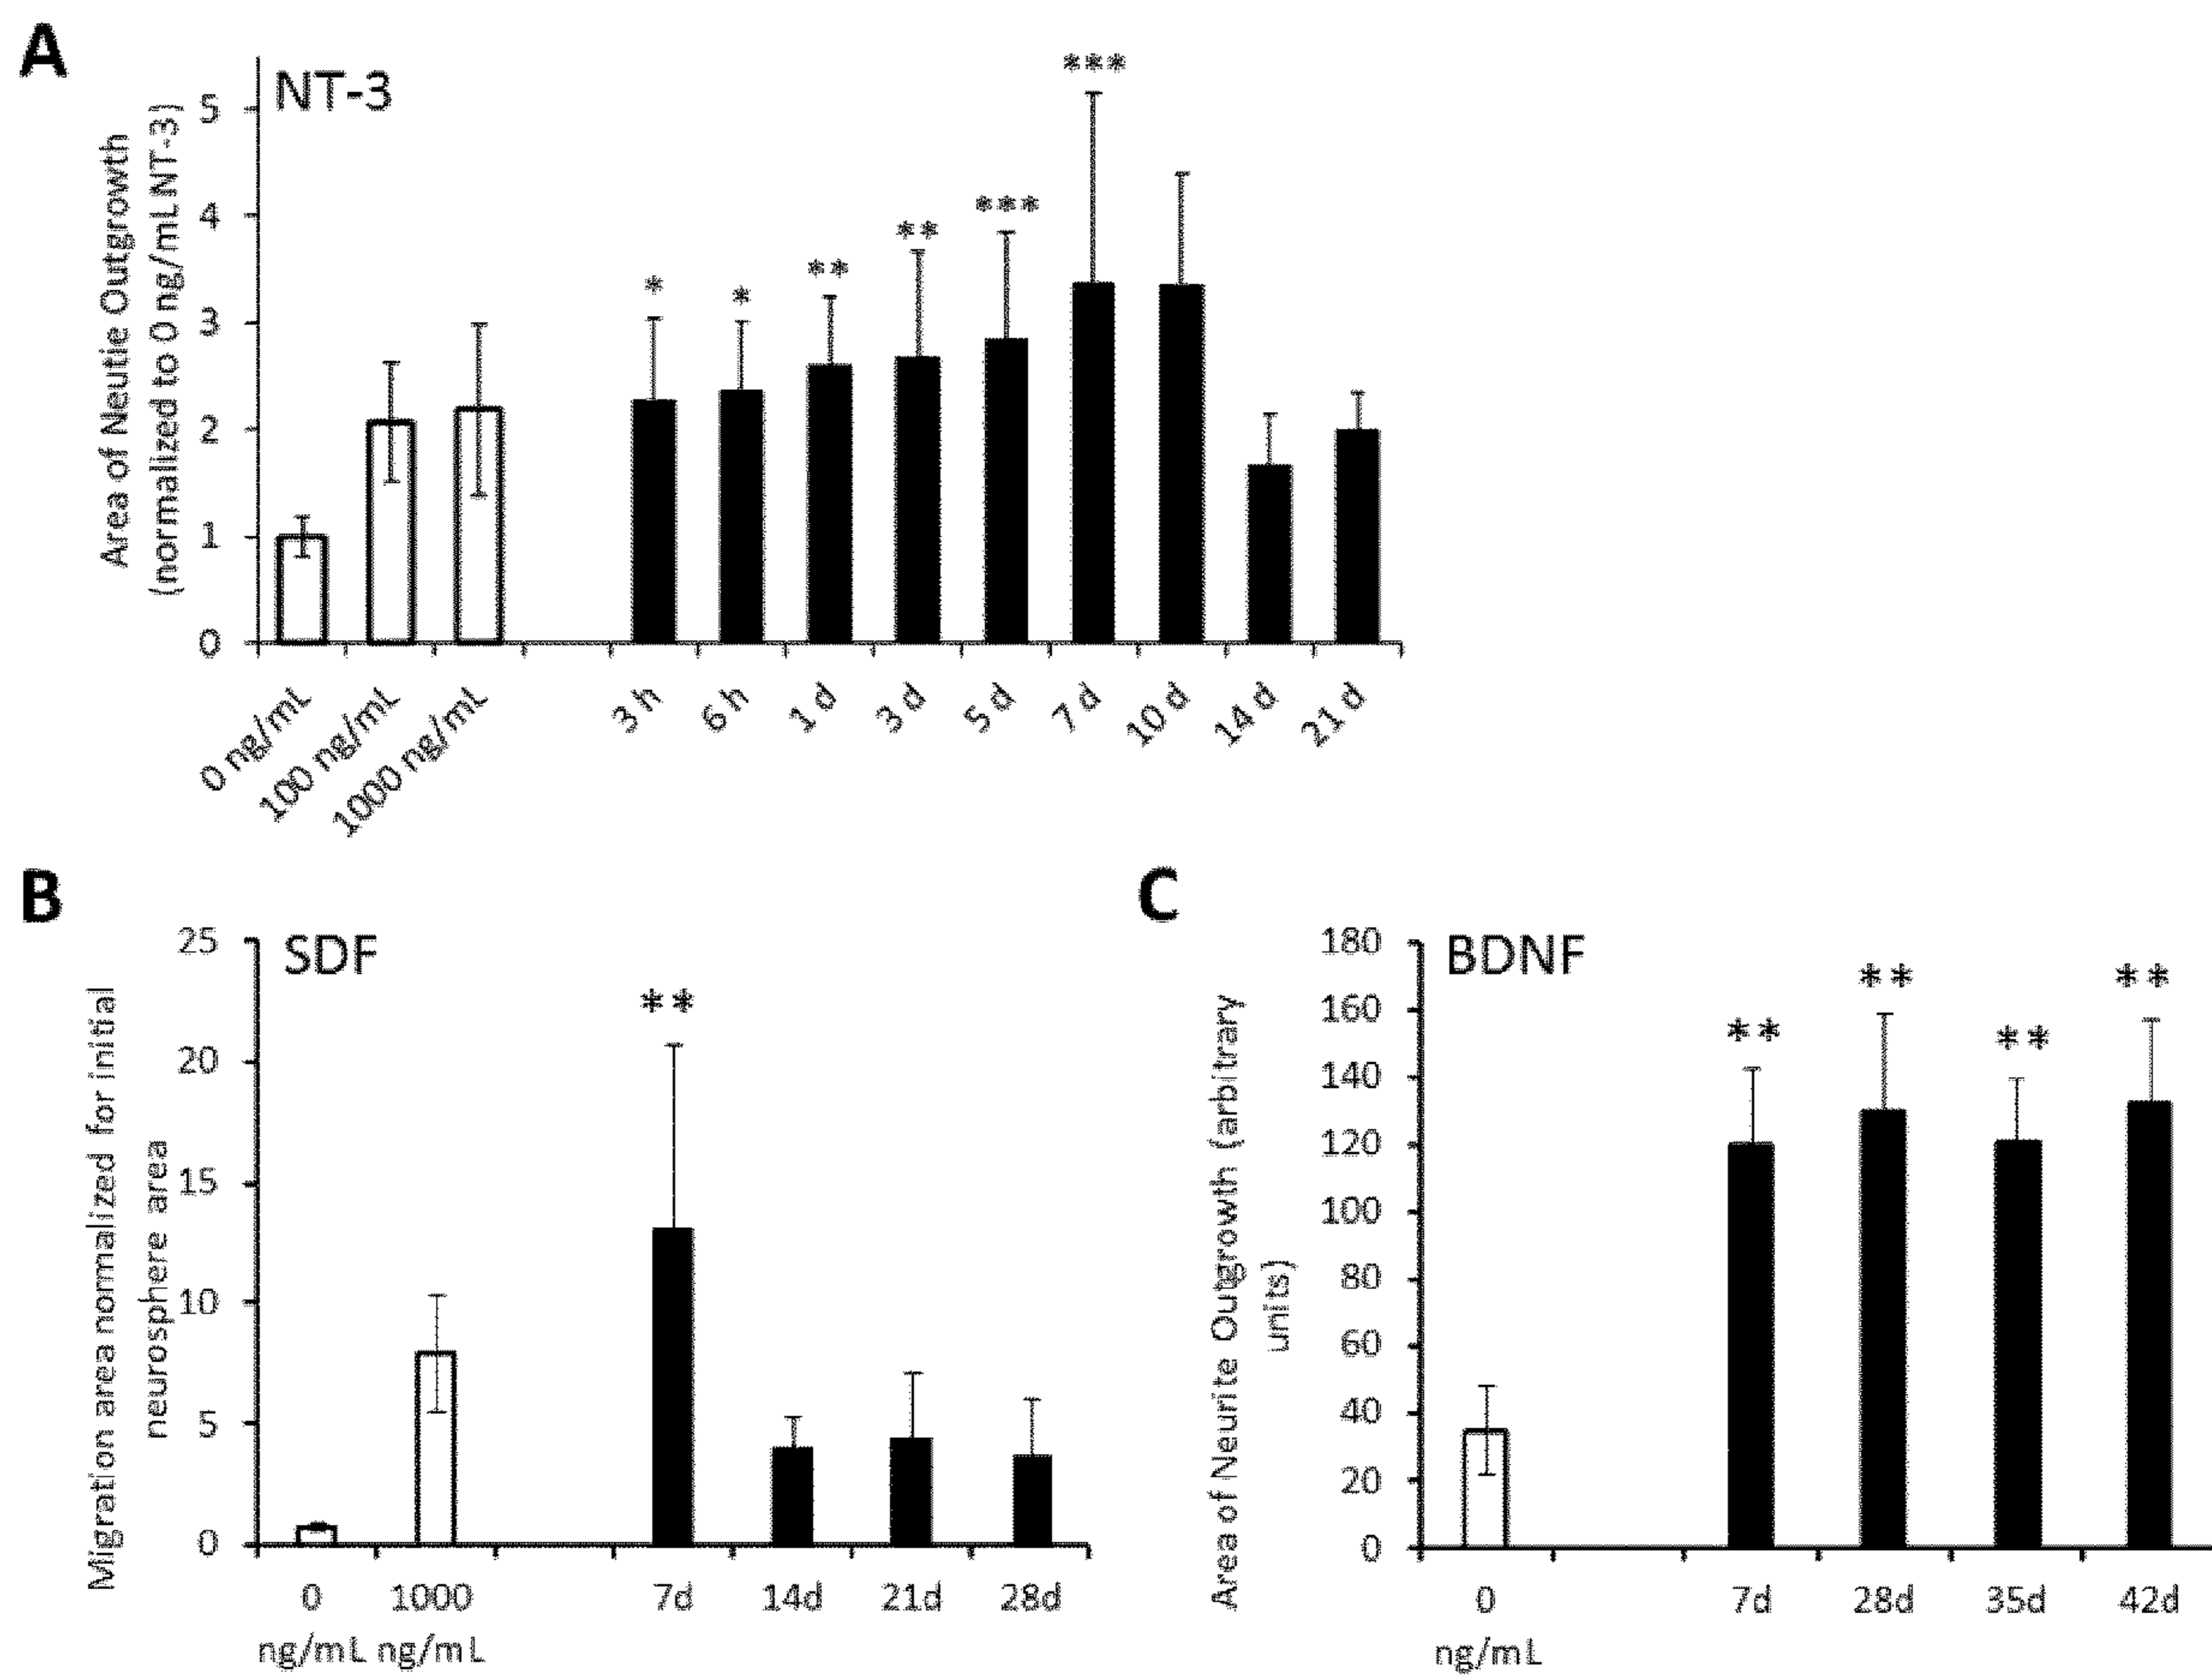 A
NT-3
Area of Neutie Outgrowth
(normalized to 0 ng/mL NT-3)
5
4
3
2
1
0
*
*
**
**
***
***
0 ng/mL
100 ng/mL
1000 ng/mL
3 h
6 h
1 d
3 d
5 d
7 d
10 d
14 d
21 d
B
SDF
Migration area normalized for initial
neurosphere area
25
20
15
10
5
0
**
0
ng/mL
1000
ng/mL
7d
14d
21d
28d
C
BDNF
Area of Neurite Outgrowth (arbitrary
units)
180
160
140
120
100
80
60
40
20
0
**
**
**
**
0
ng/mL
7d
28d
35d
42d